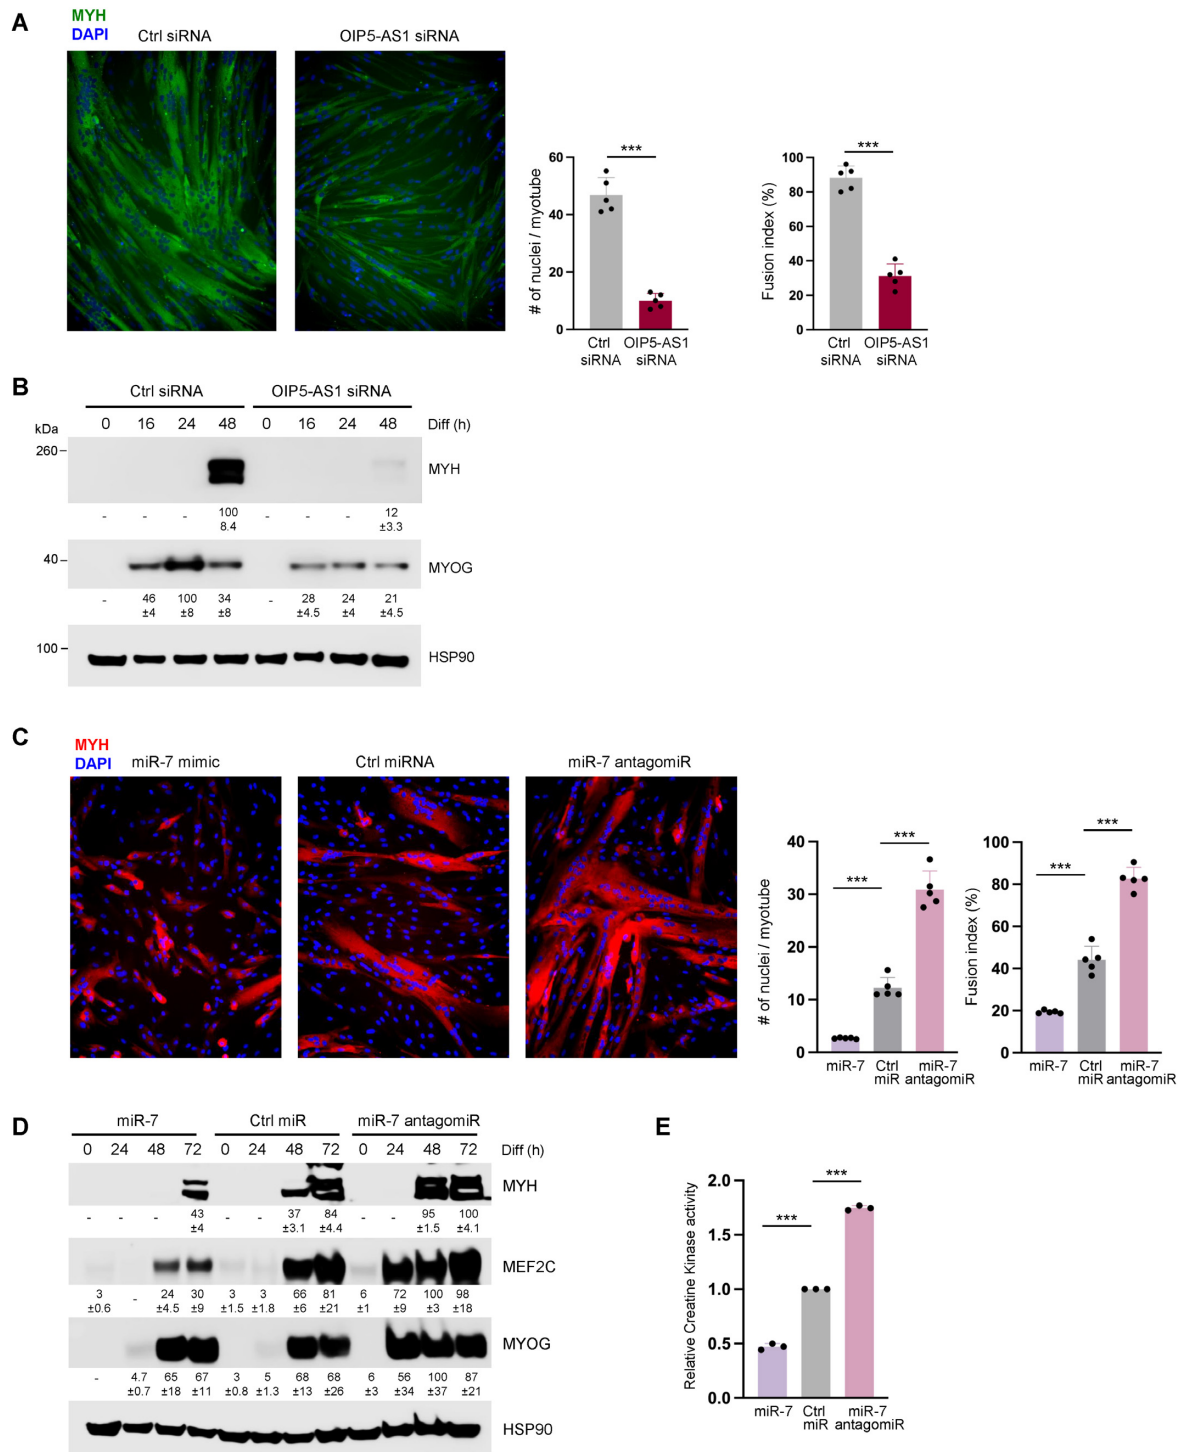 A
MYH
DAPI
Ctrl siRNA
OIP5-AS1 siRNA
# of nuclei / myotube
60
40
20
0
***
Ctrl
siRNA
OIP5-AS1
siRNA
Fusion index (%)
100
80
60
40
20
0
***
Ctrl
siRNA
OIP5-AS1
siRNA
B
Ctrl siRNA OIP5-AS1 siRNA
kDa 0 16 24 48 0 16 24 48 Diff (h)
260
MYH
- - - 100 - - - 12
8.4 ±3.3
40
MYOG
- 46 100 34 - 28 24 21
±4 ±8 ±8 ±4.5 ±4 ±4.5
100
HSP90
C
MYH
DAPI
miR-7 mimic
Ctrl miRNA
miR-7 antagomiR
# of nuclei / myotube
40
30
20
10
0
***
***
miR-7
Ctrl
miR
miR-7
antagomiR
Fusion index (%)
100
80
60
40
20
0
***
***
miR-7
Ctrl
miR
miR-7
antagomiR
D
miR-7 Ctrl miR miR-7 antagomiR
0 24 48 72 0 24 48 72 0 24 48 72 Diff (h)
MYH
- - - 43 - - 37 84 - - 95 100
±4 ±3.1 ±4.4 ±1.5 ±4.1
MEF2C
3 - 24 30 3 3 66 81 6 72 100 98
±0.6 ±4.5 ±9 ±1.5 ±1.8 ±6 ±21 ±1 ±9 ±3 ±18
MYOG
- 4.7 65 67 3 5 68 68 6 56 100 87
±0.7 ±18 ±11 ±0.8 ±1.3 ±13 ±26 ±3 ±34 ±37 ±21
HSP90
E
Relative Creatine Kinase activity
2.0
1.5
1.0
0.5
0.0
***
***
miR-7
Ctrl
miR
miR-7
antagomiR